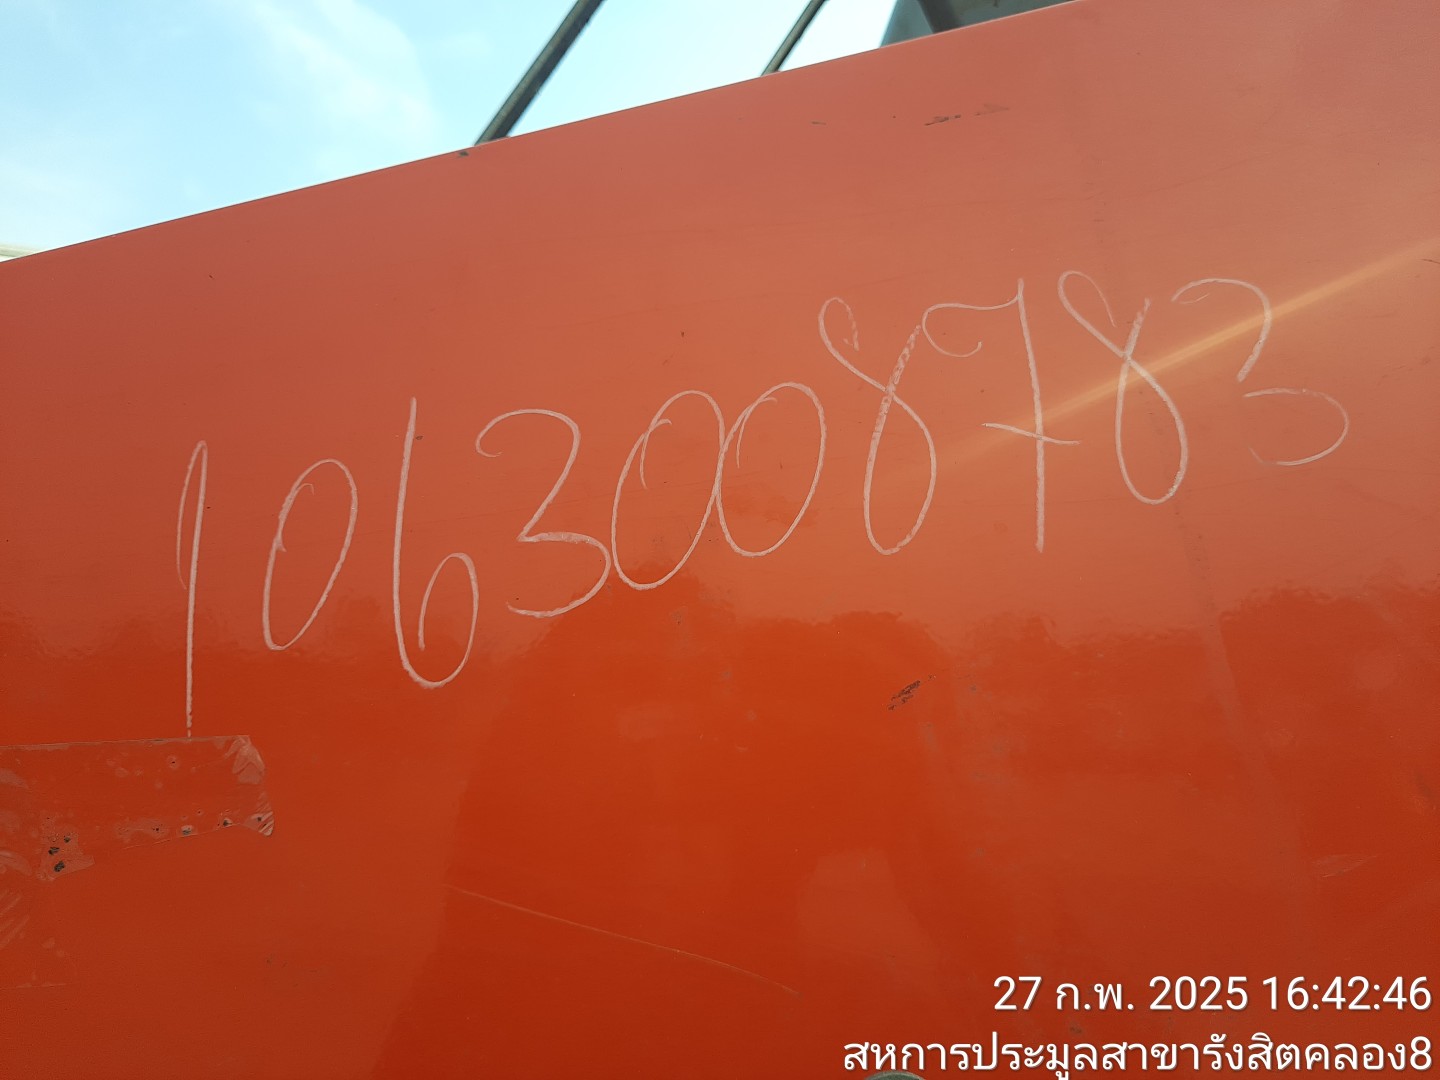 1063008783
27 ก.พ. 2025 16:42:46
สหการประมูลสาขารังสิตคลอง8